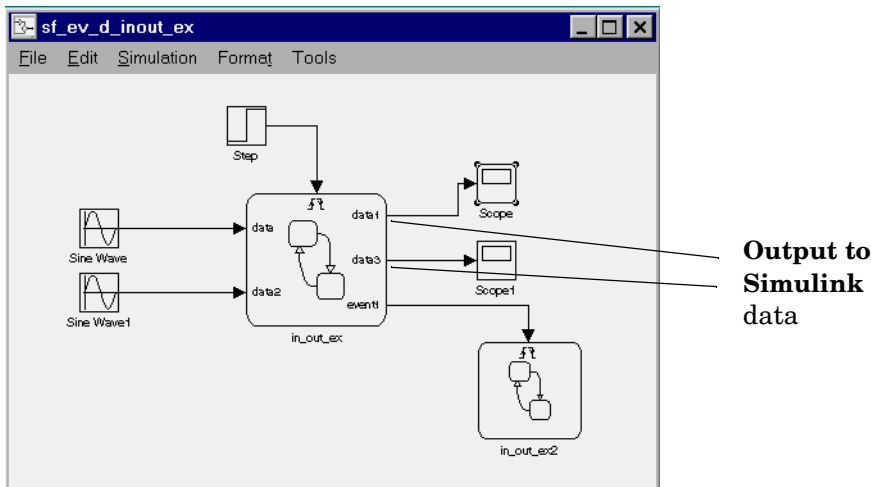 sf_ev_d_inout_ex
File Edit Simulation Format Tools
Step
data
data1
Scope
Sine Wave
data3
data2
Scope1
Sine Wave1
event1
in_out_ex
in_out_ex2
Output to
Simulink
data